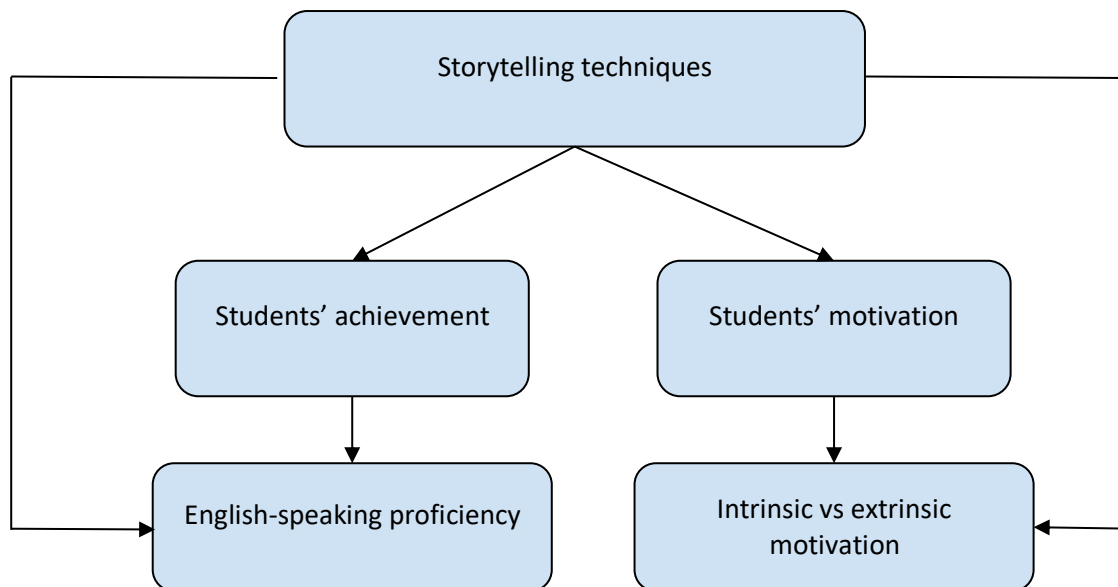 Storytelling techniques
Students’ achievement
Students’ motivation
English-speaking proficiency
Intrinsic vs extrinsic
motivation